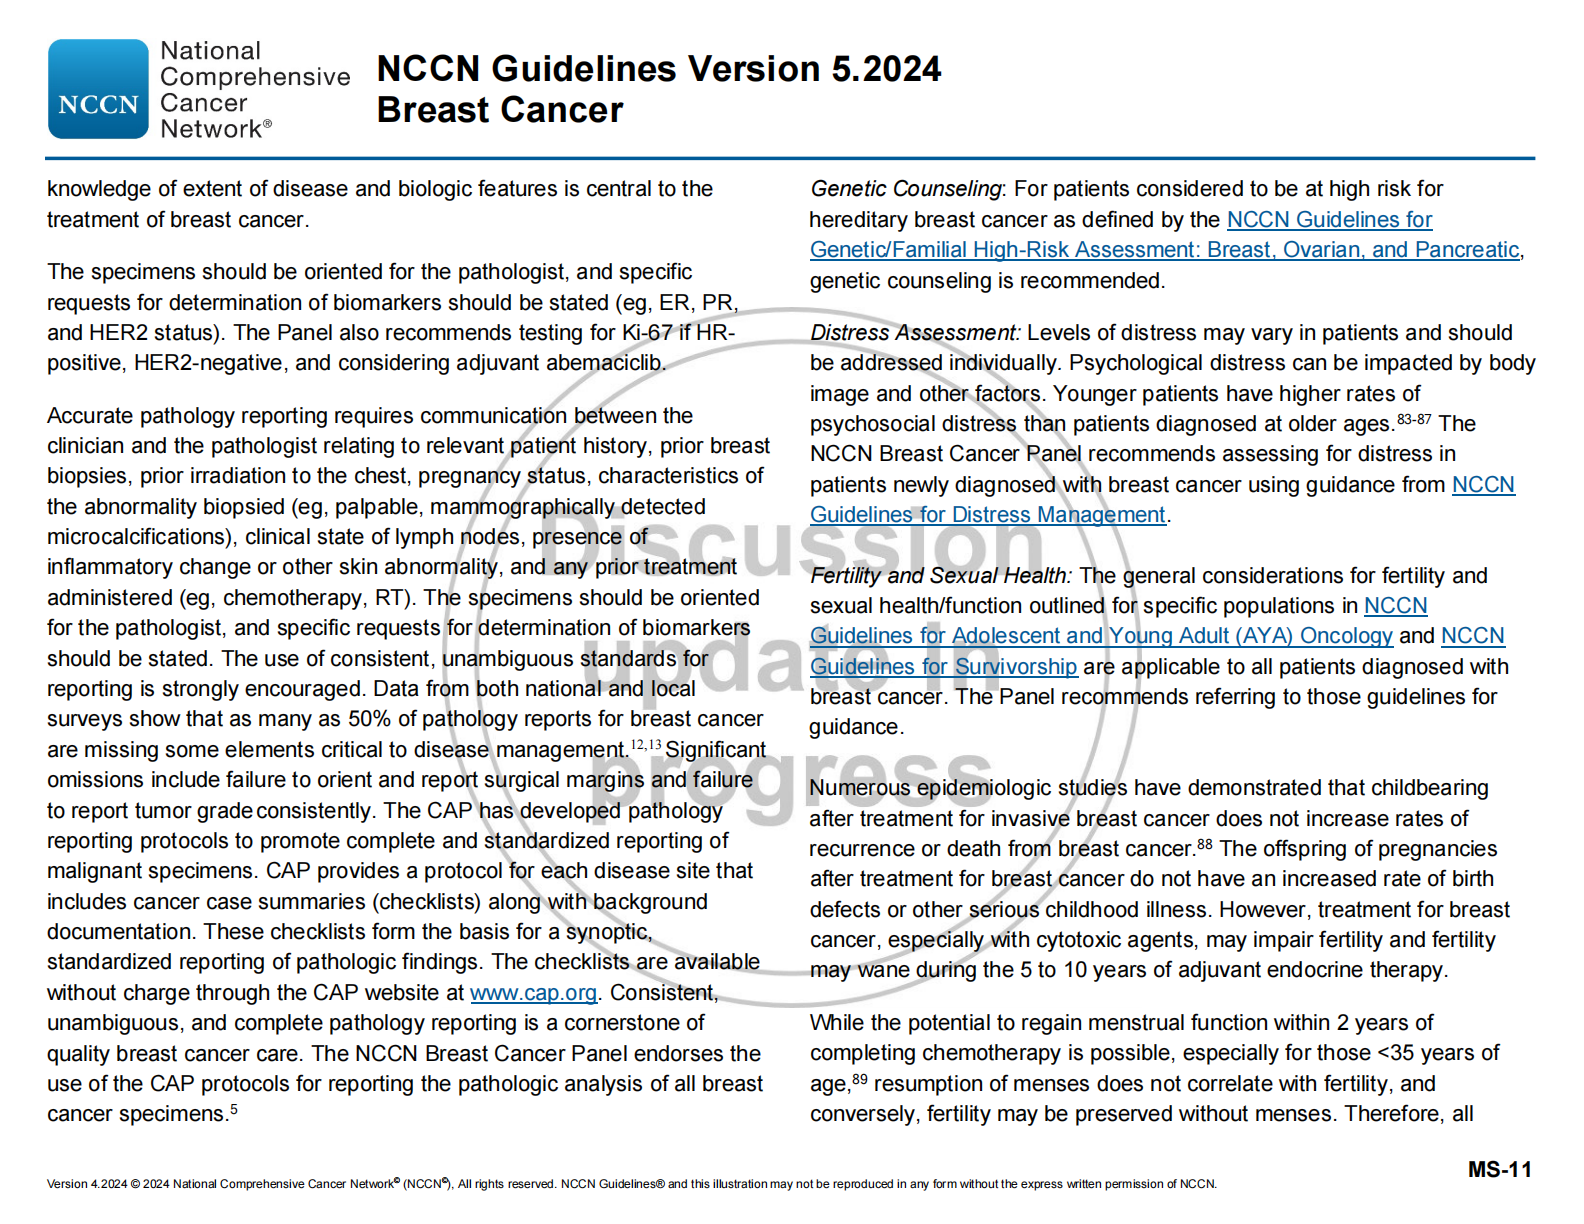 NCCN
National
Comprehensive
Cancer
Network®
NCCN Guidelines Version 5.2024
Breast Cancer
knowledge of extent of disease and biologic features is central to the
treatment of breast cancer.
The specimens should be oriented for the pathologist, and specific
requests for determination of biomarkers should be stated (eg, ER, PR,
and HER2 status). The Panel also recommends testing for Ki-67 if HR-
positive, HER2-negative, and considering adjuvant abemaciclib.
Accurate pathology reporting requires communication between the
clinician and the pathologist relating to relevant patient history, prior breast
biopsies, prior irradiation to the chest, pregnancy status, characteristics of
the abnormality biopsied (eg, palpable, mammographically detected
microcalcifications), clinical state of lymph nodes, presence of
inflammatory change or other skin abnormality, and any prior treatment
administered (eg, chemotherapy, RT). The specimens should be oriented
for the pathologist, and specific requests for determination of biomarkers
should be stated. The use of consistent, unambiguous standards for
reporting is strongly encouraged. Data from both national and local
surveys show that as many as 50% of pathology reports for breast cancer
are missing some elements critical to disease management.12,13 Significant
omissions include failure to orient and report surgical margins and failure
to report tumor grade consistently. The CAP has developed pathology
reporting protocols to promote complete and standardized reporting of
malignant specimens. CAP provides a protocol for each disease site that
includes cancer case summaries (checklists) along with background
documentation. These checklists form the basis for a synoptic,
standardized reporting of pathologic findings. The checklists are available
without charge through the CAP website at www.cap.org. Consistent,
unambiguous, and complete pathology reporting is a cornerstone of
quality breast cancer care. The NCCN Breast Cancer Panel endorses the
use of the CAP protocols for reporting the pathologic analysis of all breast
cancer specimens.5
Genetic Counseling: For patients considered to be at high risk for
hereditary breast cancer as defined by the NCCN Guidelines for
Genetic/Familial High-Risk Assessment: Breast, Ovarian, and Pancreatic,
genetic counseling is recommended.
Distress Assessment: Levels of distress may vary in patients and should
be addressed individually. Psychological distress can be impacted by body
image and other factors. Younger patients have higher rates of
psychosocial distress than patients diagnosed at older ages.83-87 The
NCCN Breast Cancer Panel recommends assessing for distress in
patients newly diagnosed with breast cancer using guidance from NCCN
Guidelines for Distress Management.
Fertility and Sexual Health: The general considerations for fertility and
sexual health/function outlined for specific populations in NCCN
Guidelines for Adolescent and Young Adult (AYA) Oncology and NCCN
Guidelines for Survivorship are applicable to all patients diagnosed with
breast cancer. The Panel recommends referring to those guidelines for
guidance.
Numerous epidemiologic studies have demonstrated that childbearing
after treatment for invasive breast cancer does not increase rates of
recurrence or death from breast cancer.88 The offspring of pregnancies
after treatment for breast cancer do not have an increased rate of birth
defects or other serious childhood illness. However, treatment for breast
cancer, especially with cytotoxic agents, may impair fertility and fertility
may wane during the 5 to 10 years of adjuvant endocrine therapy.
While the potential to regain menstrual function within 2 years of
completing chemotherapy is possible, especially for those <35 years of
age,89 resumption of menses does not correlate with fertility, and
conversely, fertility may be preserved without menses. Therefore, all
Discussion
update in
progress
MS-11
Version 4.2024 © 2024 National Comprehensive Cancer Network© (NCCN©), All rights reserved. NCCN Guidelines® and this illustration may not be reproduced in any form without the express written permission of NCCN.